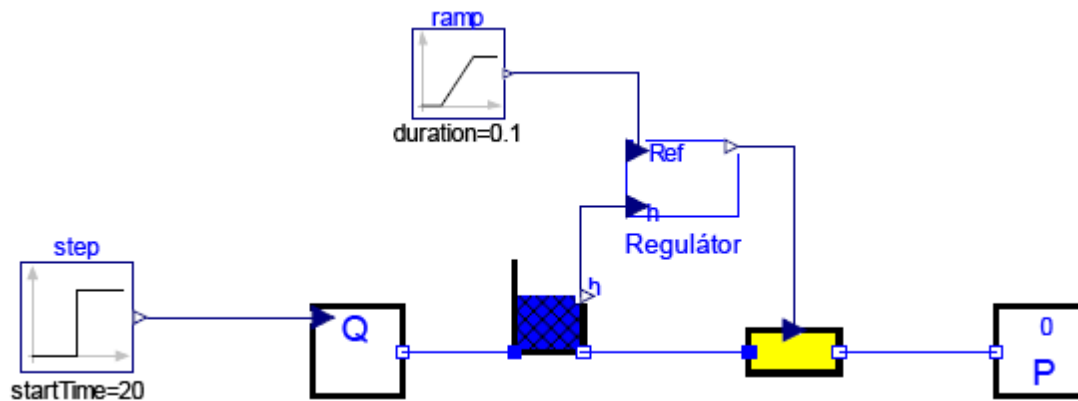 ramp
duration=0.1
Ref
h
Regulátor
step
startTime=20
h
Q
0
P